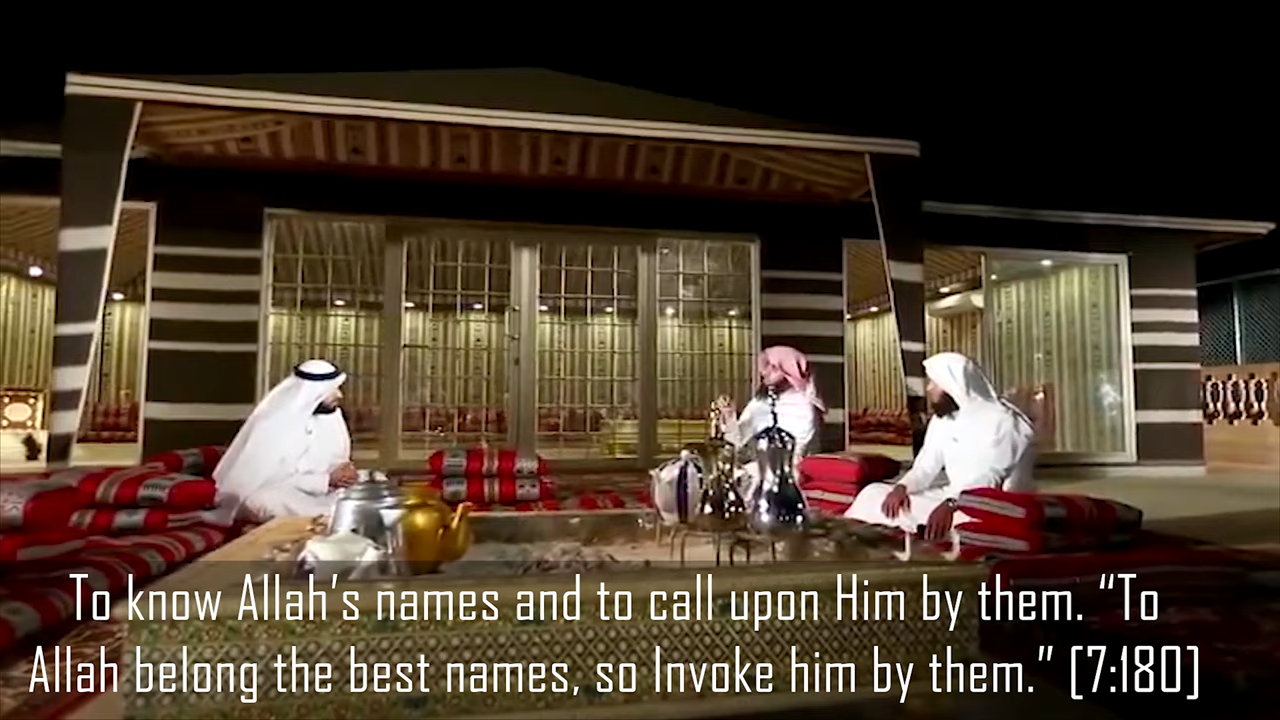 To know Allah’s names and to call upon Him by them. “To
Allah belong the best names, so Invoke him by them.” [7:180]